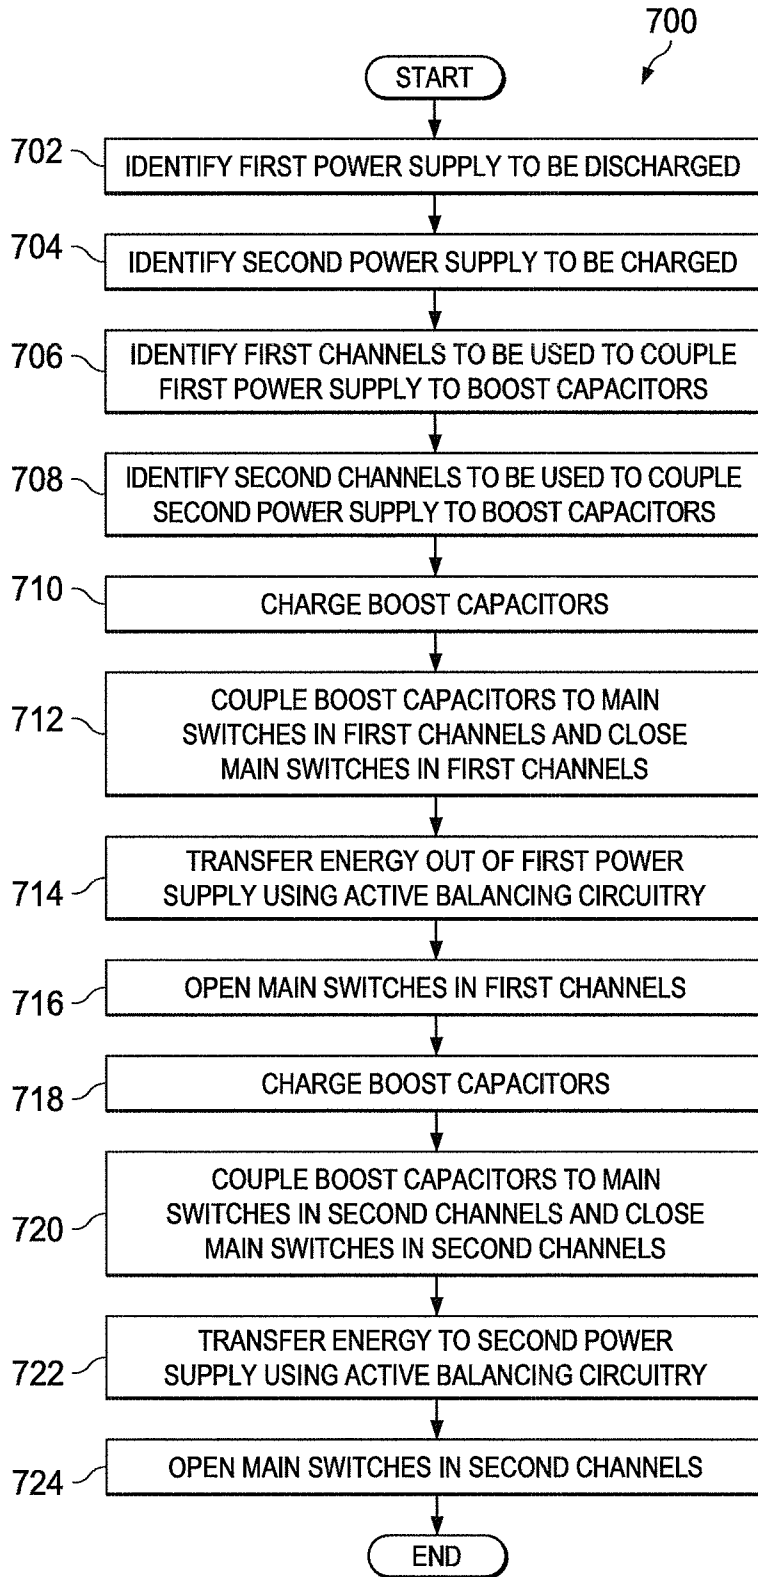 700
START
702
IDENTIFY FIRST POWER SUPPLY TO BE DISCHARGED
704
IDENTIFY SECOND POWER SUPPLY TO BE CHARGED
706
IDENTIFY FIRST CHANNELS TO BE USED TO COUPLE
FIRST POWER SUPPLY TO BOOST CAPACITORS
708
IDENTIFY SECOND CHANNELS TO BE USED TO COUPLE
SECOND POWER SUPPLY TO BOOST CAPACITORS
710
CHARGE BOOST CAPACITORS
712
COUPLE BOOST CAPACITORS TO MAIN
SWITCHES IN FIRST CHANNELS AND CLOSE
MAIN SWITCHES IN FIRST CHANNELS
714
TRANSFER ENERGY OUT OF FIRST POWER
SUPPLY USING ACTIVE BALANCING CIRCUITRY
716
OPEN MAIN SWITCHES IN FIRST CHANNELS
718
CHARGE BOOST CAPACITORS
720
COUPLE BOOST CAPACITORS TO MAIN
SWITCHES IN SECOND CHANNELS AND CLOSE
MAIN SWITCHES IN SECOND CHANNELS
722
TRANSFER ENERGY TO SECOND POWER
SUPPLY USING ACTIVE BALANCING CIRCUITRY
724
OPEN MAIN SWITCHES IN SECOND CHANNELS
END